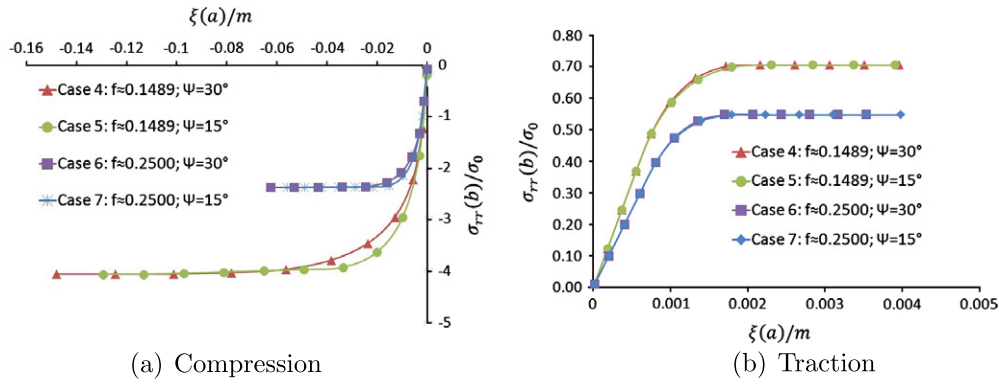 ξ(a)/m
-0.16 -0.14 -0.12 -0.1 -0.08 -0.06 -0.04 -0.02 0
0
-1
-2
-3
-4
-5
σrr(b)/σ0
Case 4: f≈0.1489; Ψ=30°
Case 5: f≈0.1489; Ψ=15°
Case 6: f≈0.2500; Ψ=30°
Case 7: f≈0.2500; Ψ=15°
(a) Compression
0.80
0.70
0.60
0.50
0.40
0.30
0.20
0.10
0.00
σrr(b)/σ0
Case 4: f≈0.1489; Ψ=30°
Case 5: f≈0.1489; Ψ=15°
Case 6: f≈0.2500; Ψ=30°
Case 7: f≈0.2500; Ψ=15°
0 0.001 0.002 0.003 0.004 0.005
ξ(a)/m
(b) Traction